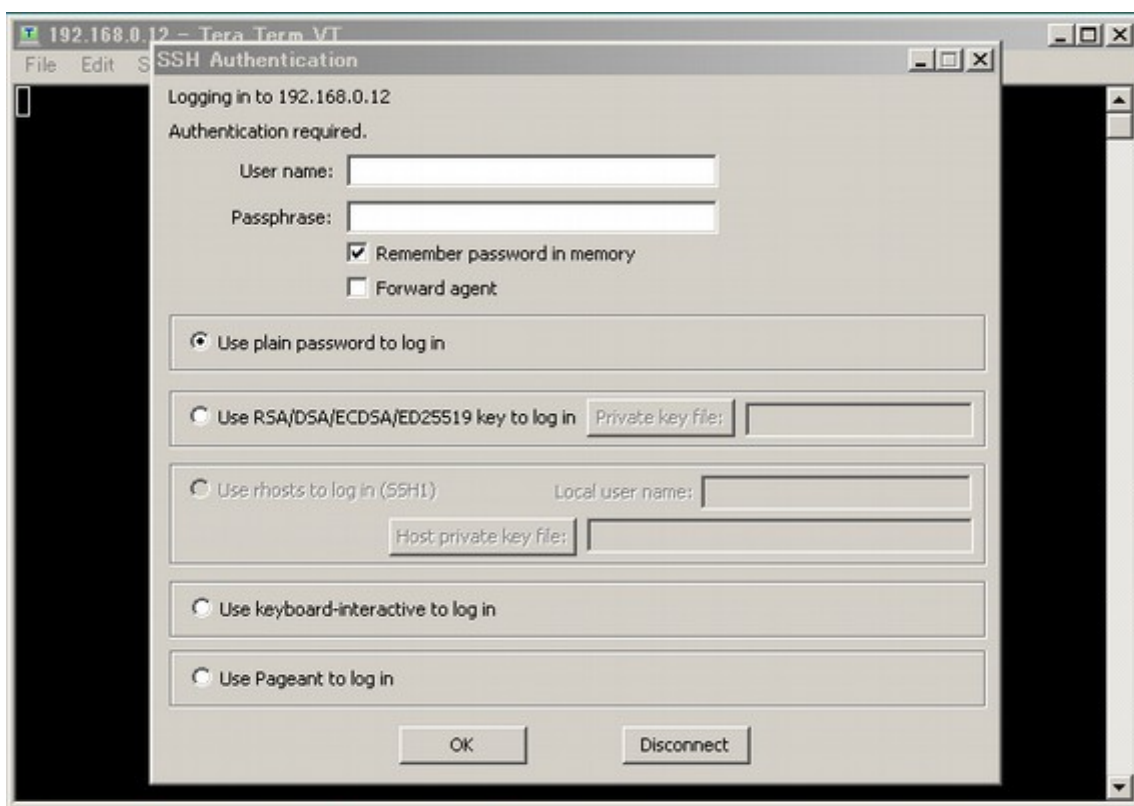 192.168.0.12 - Tera Term VT
File Edit S
SSH Authentication
Logging in to 192.168.0.12
Authentication required.
User name:
Passphrase:
Remember password in memory
Forward agent
Use plain password to log in
Use RSA/DSA/ECDSA/ED25519 key to log in Private key file:
Use rhosts to log in (SSH1) Local user name:
Host private key file:
Use keyboard-interactive to log in
Use Pageant to log in
OK Disconnect